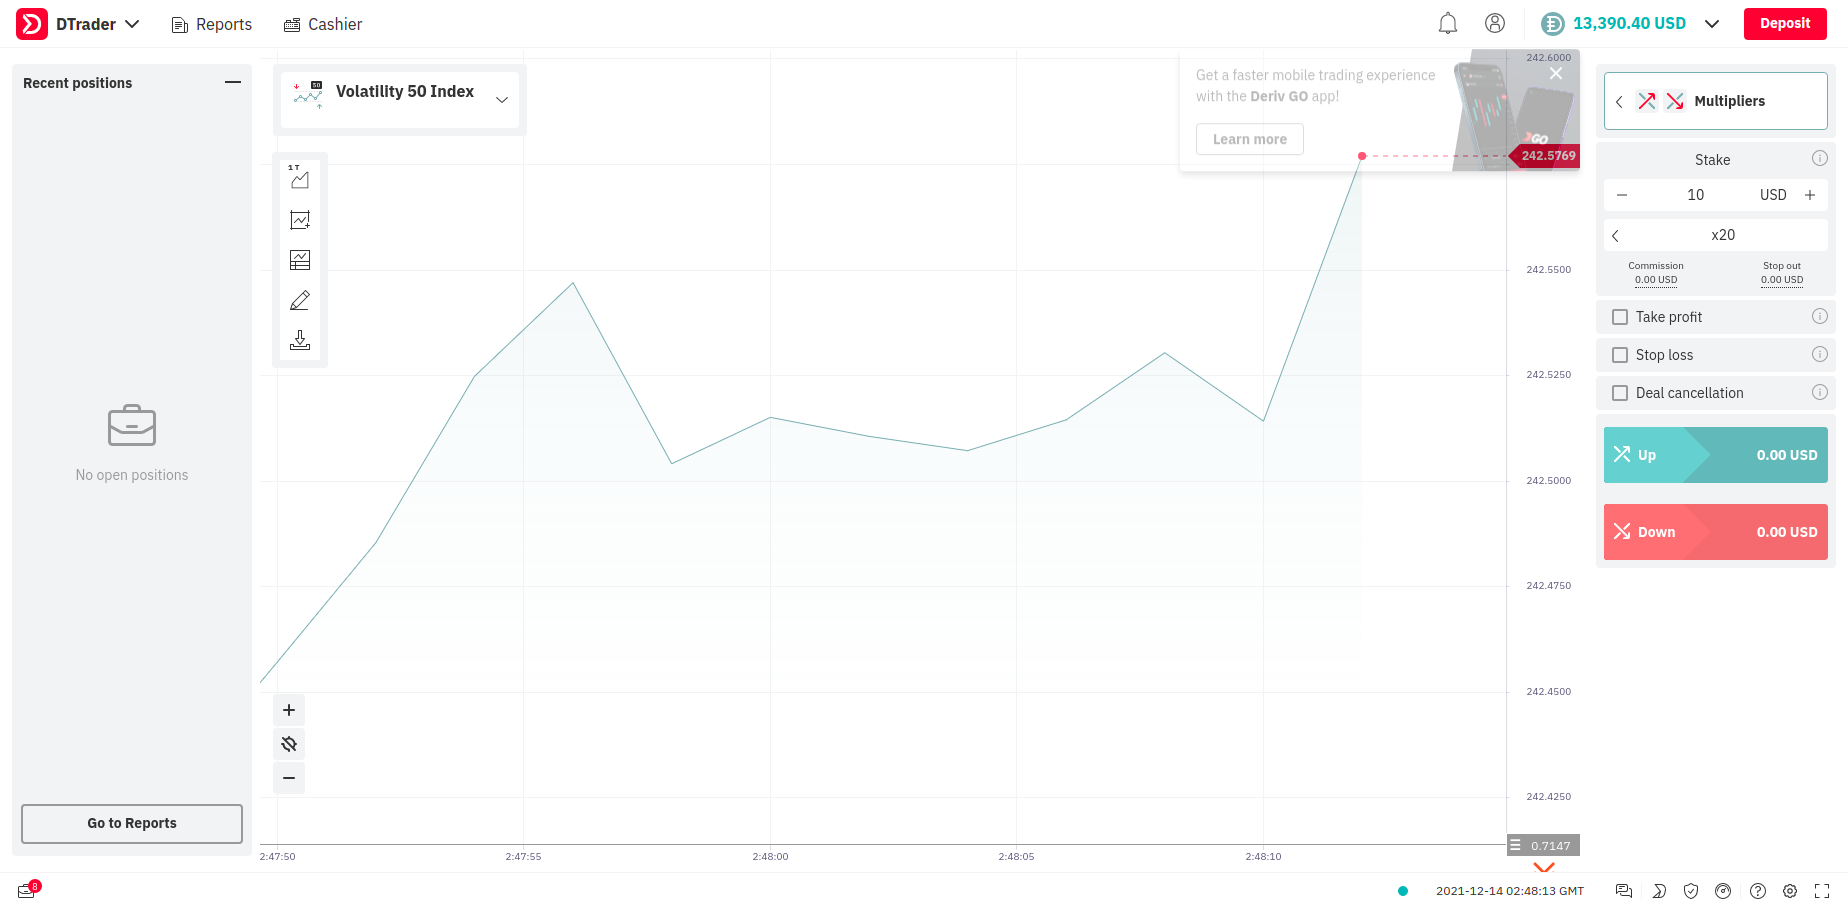 DTrader
Reports
Cashier
13,390.40 USD
Deposit
Recent positions
No open positions
Go to Reports
8
50
Volatility 50 Index
1 T
Get a faster mobile trading experience
with the Deriv GO app!
Learn more
GO
242.6000
242.5769
242.5500
242.5250
242.5000
242.4750
242.4500
242.4250
0.7147
2:47:50
2:47:55
2:48:00
2:48:05
2:48:10
Multipliers
Stake
10
USD
x20
Commission
0.00 USD
Stop out
0.00 USD
Take profit
Stop loss
Deal cancellation
Up
0.00 USD
Down
0.00 USD
2021-12-14 02:48:13 GMT